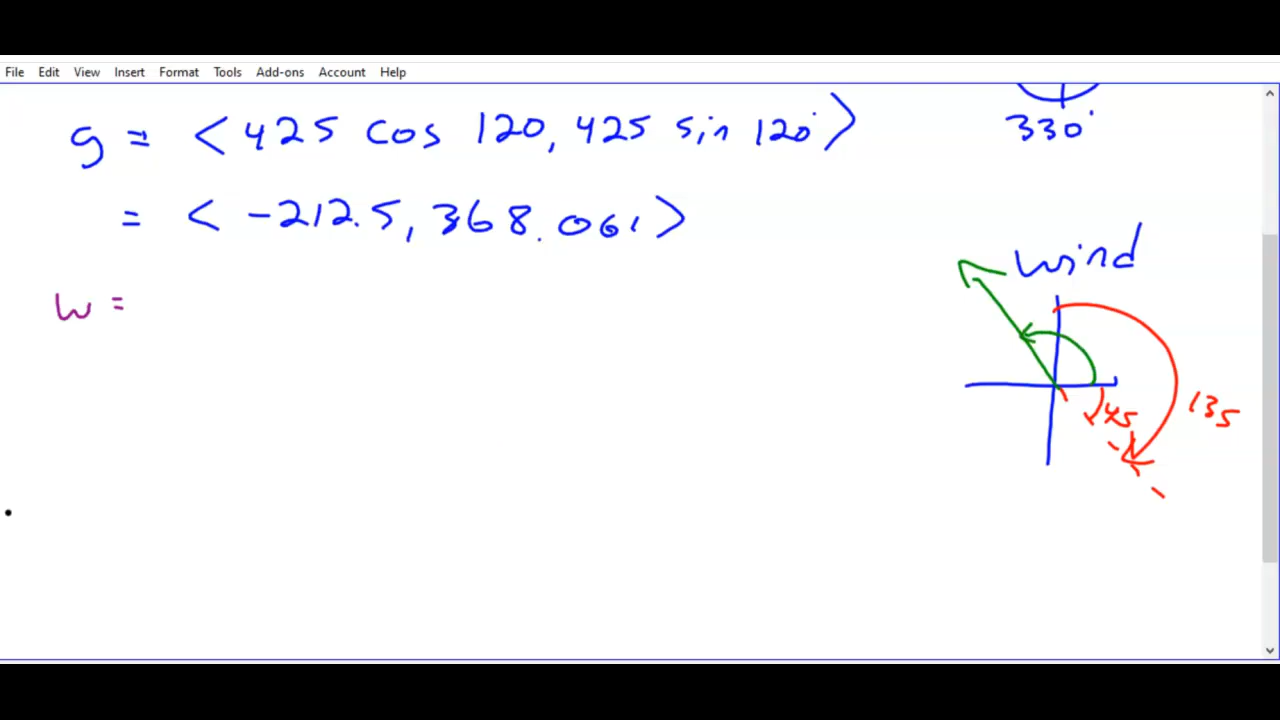 File Edit View Insert Format Tools Add-ons Account Help
g = < 425 cos 120, 425 sin 120° >
330°
= < -212.5, 368.061 >
wind
w =
45
135